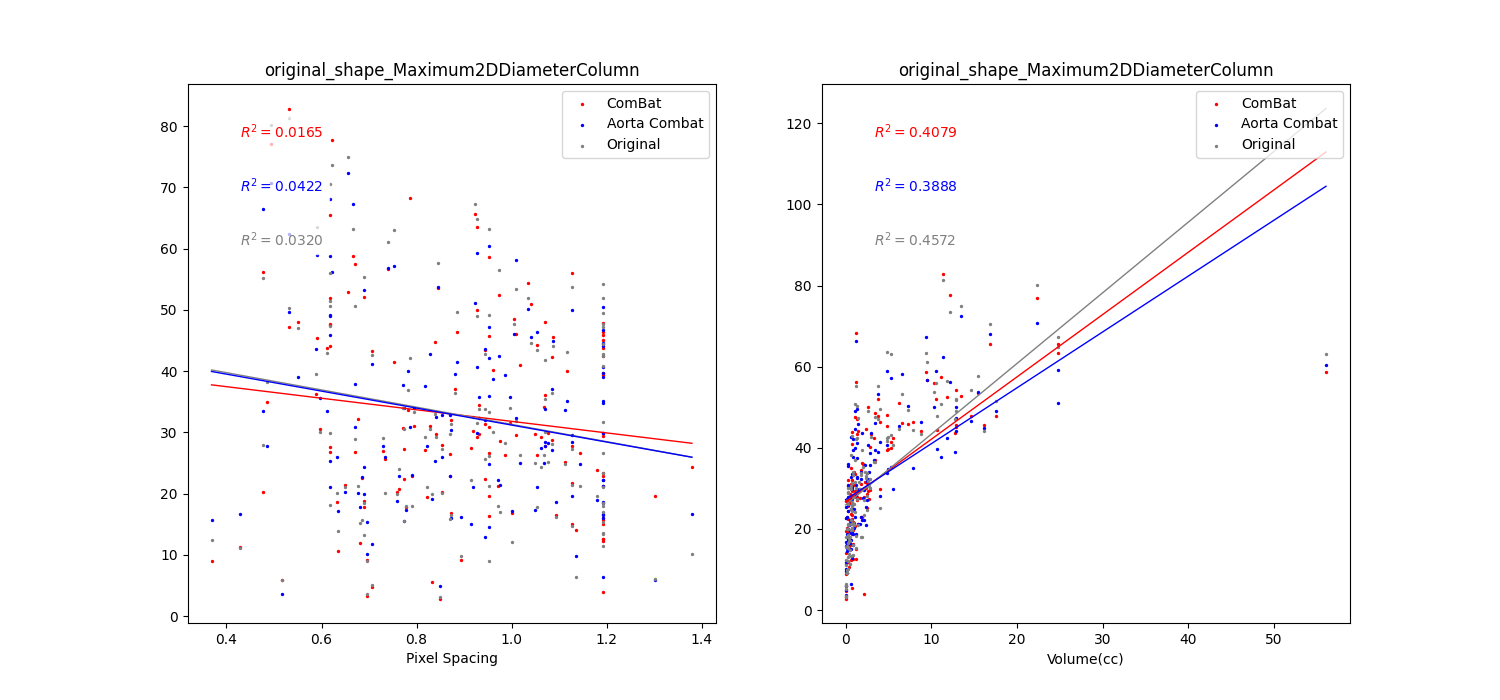 original_shape_Maximum2DDiameterColumn
ComBat
Aorta Combat
Original
R² = 0.0165
R² = 0.0422
R² = 0.0320
80
70
60
50
40
30
20
10
0
0.4 0.6 0.8 1.0 1.2 1.4
Pixel Spacing
original_shape_Maximum2DDiameterColumn
ComBat
Aorta Combat
Original
R² = 0.4079
R² = 0.3888
R² = 0.4572
120
100
80
60
40
20
0
0 10 20 30 40 50
Volume(cc)